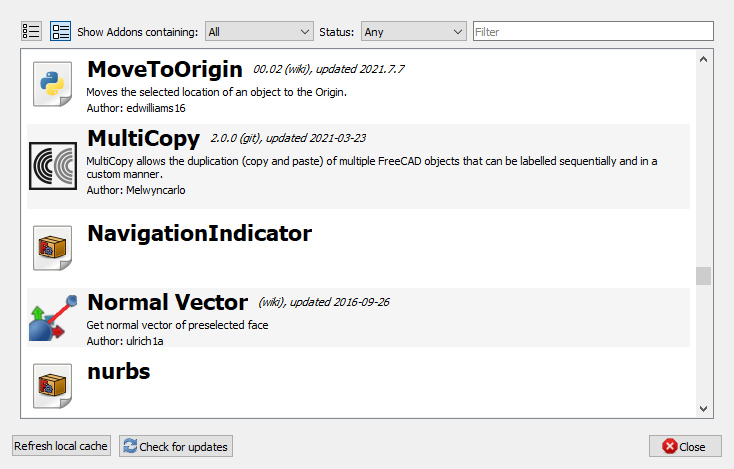 Show Addons containing: All Status: Any Filter
MoveToOrigin 00.02 (wiki), updated 2021.7.7
Moves the selected location of an object to the Origin.
Author: edwilliams16
MultiCopy 2.0.0 (git), updated 2021-03-23
MultiCopy allows the duplication (copy and paste) of multiple FreeCAD objects that can be labelled sequentially and in a
custom manner.
Author: Melwyncarlo
NavigationIndicator
Normal Vector (wiki), updated 2016-09-26
Get normal vector of preselected face
Author: ulrich1a
nurbs
Refresh local cache Check for updates Close